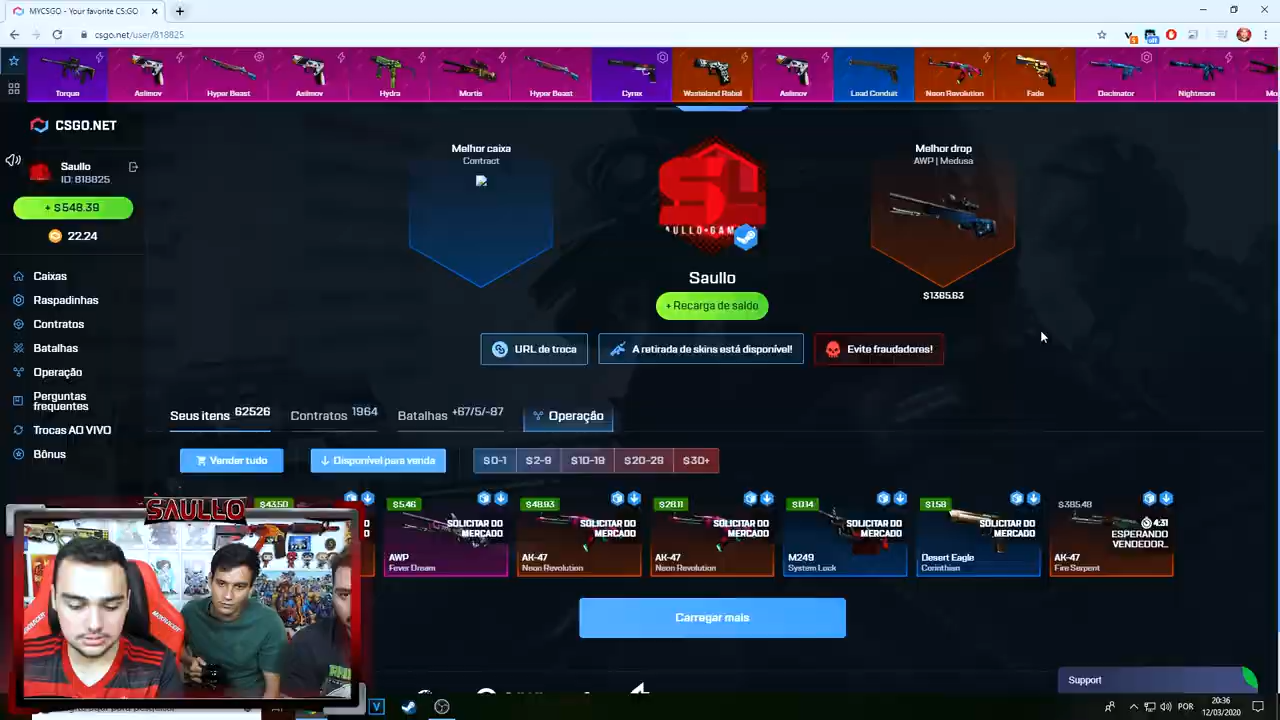 MYCSGO - Your favorite CS:GO
csgo.net/user/818825
Torque
Asiimov
Hyper Beast
Asiimov
Hydra
Mortis
Hyper Beast
Cyrex
Wasteland Rebel
Asiimov
Lead Conduit
Neon Revolution
Fade
Decimator
Nightmare
CSGO.NET
Saullo
ID: 818825
+ $548.39
22.24
Caixas
Raspadinhas
Contratos
Batalhas
Operação
Perguntas
frequentes
Trocas AO VIVO
Bônus
Melhor caixa
Contract
SL
AULLO•GAM
Saullo
+ Recarga de saldo
Melhor drop
AWP | Medusa
$1365.63
URL de troca
A retirada de skins está disponível!
Evite fraudadores!
Seus itens 62526
Contratos 1964
Batalhas +67/5/-87
Operação
Vender tudo
Disponível para venda
$0-1
$2-9
$10-19
$20-29
$30+
$43.50
$5.46
SOLICITAR DO
MERCADO
AWP
Fever Dream
$48.93
SOLICITAR DO
MERCADO
AK-47
Neon Revolution
$28.11
SOLICITAR DO
MERCADO
AK-47
Neon Revolution
$0.14
SOLICITAR DO
MERCADO
M249
System Lock
$1.58
SOLICITAR DO
MERCADO
Desert Eagle
Corinthian
$385.48
4:31
ESPERANDO
VENDEDOR...
AK-47
Fire Serpent
Carregar mais
SAULLO
Support
POR
20:36
12/03/2020